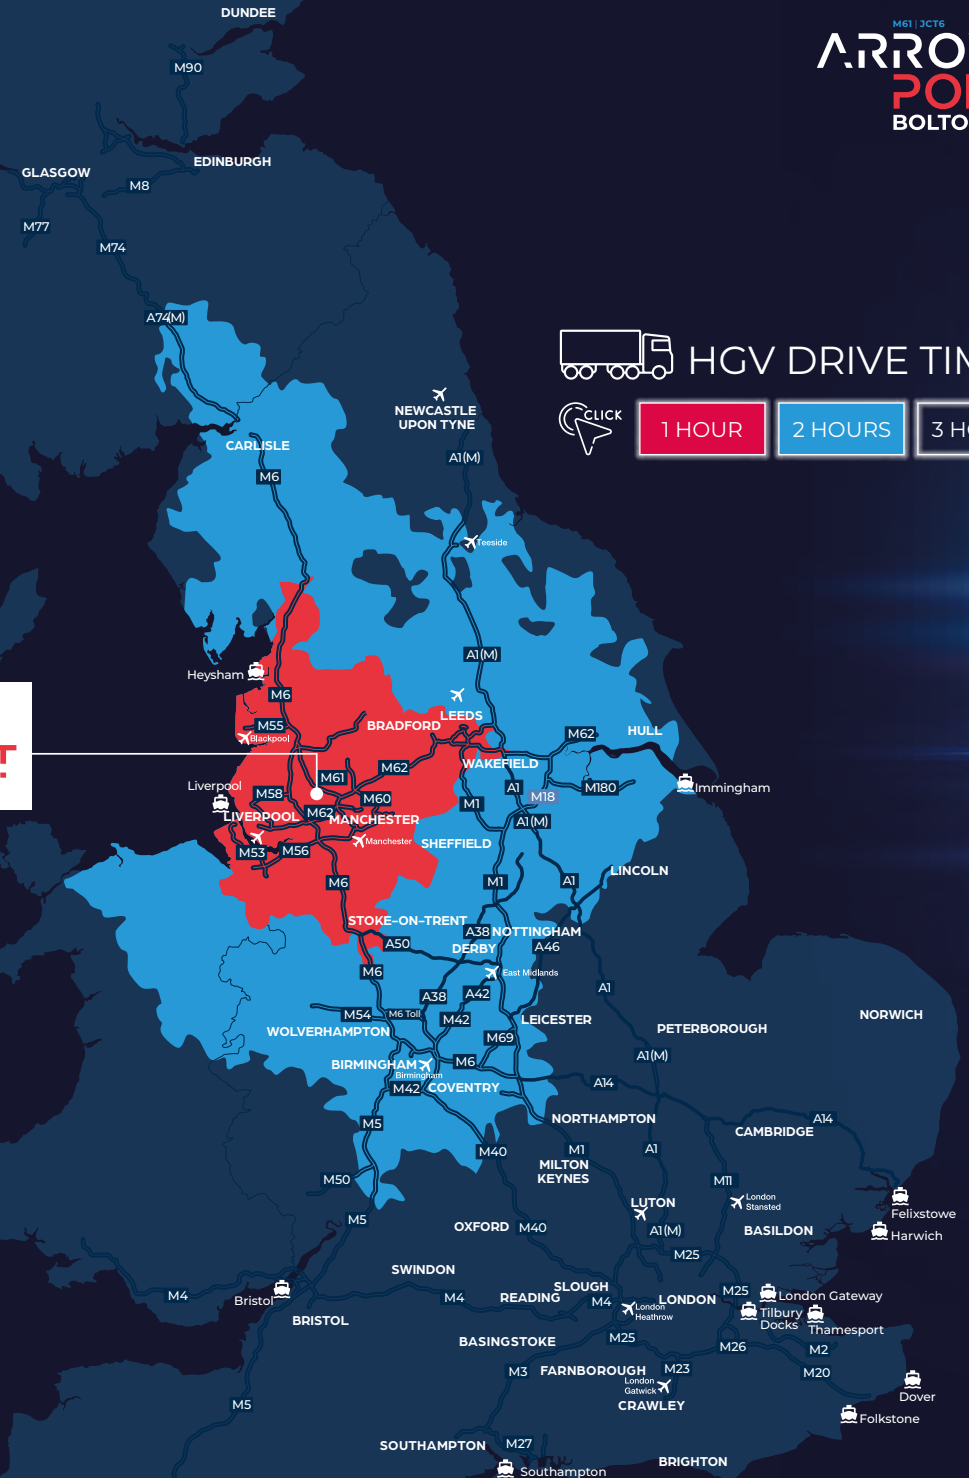 DUNDEE
M61 | JCT6
M90
BOLTO
EDINBURGH
GLASGOW
M8
M77
M74
A74(M)
HGV DRIVE
NEWCASTLE
UPON TYNE
CLICK
1 HOUR
2 HOURS
3
CARLISLE
A1(M)
M6
Teeside
A1(M)
Heysham
M6
LEEDS
M55
BRADFORD
Blackpool
M62
HULL
WAKEFIELD
M62
M61
Liverpool
M58
M60
A1
M18
M180
Immingham
M1
M62
LIVERPOOL
MANCHESTER
A1(M)
Manchester
SHEFFIELD
M53
M56
M6
M1
A1
LINCOLN
STOKE-ON-TRENT
A38
NOTTINGHAM
A50
DERBY
A46
M6
East Midlands
A1
A38
A42
M54
M6 Toll
M42
LEICESTER
NORWICH
WOLVERHAMPTON
PETERBOROUGH
M69
A1(M)
BIRMINGHAM
M6
Birmingham
M42
COVENTRY
A14
NORTHAMPTON
A14
M5
CAMBRIDGE
M40
M1
A1
MILTON
KEYNES
M50
M11
LUTON
London
Stansted
Felixstowe
M5
OXFORD
M40
A1(M)
BASILDON
Harwich
M25
SWINDON
SLOUGH
M25
M4
Bristol
M4
READING
M4
LONDON
London Gateway
London
Heathrow
Tilbury
Docks
Thamesport
BRISTOL
BASINGSTOKE
M25
M26
M2
M3
FARNBOROUGH
M23
M20
London
Gatwick
Dover
M5
CRAWLEY
Folkstone
SOUTHAMPTON
M27
BRIGHTON
Southampton